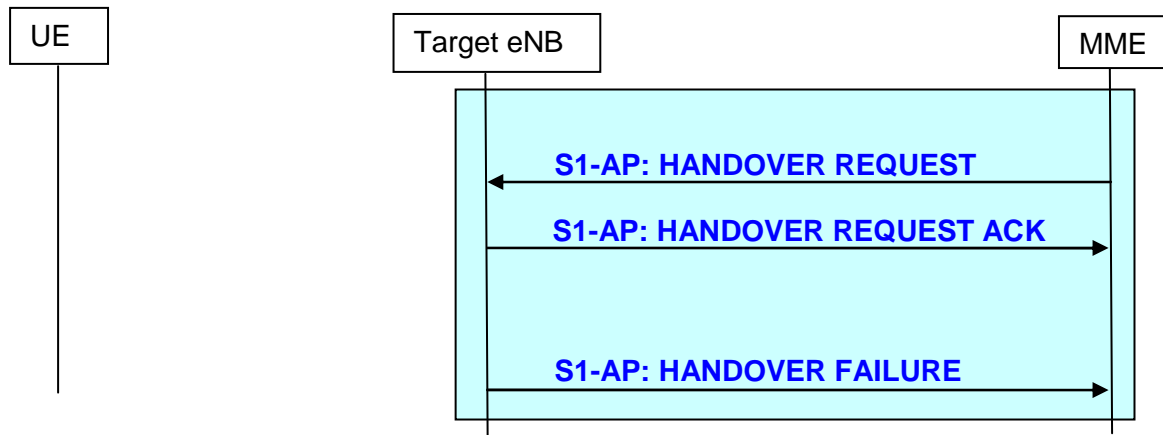 UE
Target eNB
MME
S1-AP: HANDOVER REQUEST
S1-AP: HANDOVER REQUEST ACK
S1-AP: HANDOVER FAILURE